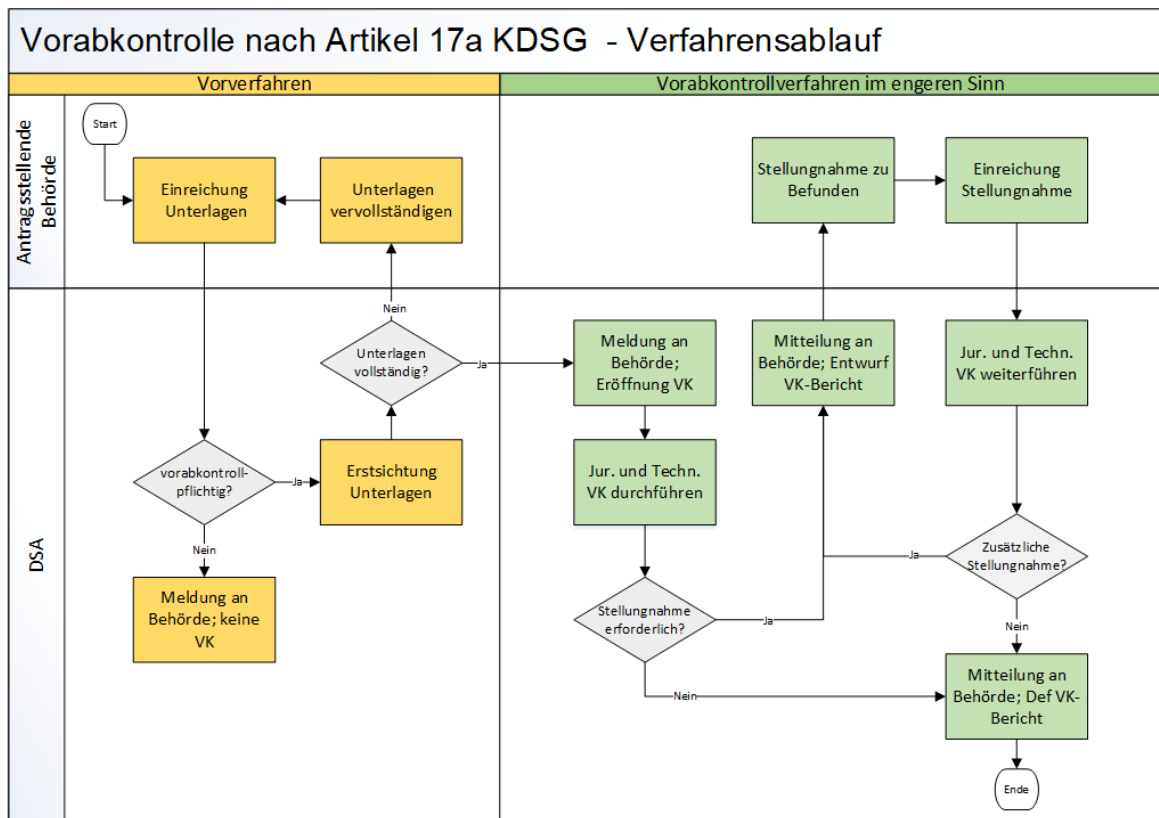 Vorabkontrolle nach Artikel 17a KDSG - Verfahrensablauf
Vorverfahren
Vorabkontrollverfahren im engeren Sinn
Antragsstellende
Behörde
Start
Einreichung
Unterlagen
Unterlagen
vervollständigen
Stellungnahme zu
Befunden
Einreichung
Stellungnahme
DSA
Nein
Unterlagen
vollständig?
Ja
Meldung an
Behörde;
Eröffnung VK
Mitteilung an
Behörde; Entwurf
VK-Bericht
Jur. und Techn.
VK weiterführen
vorabkontroll-
pflichtig?
Ja
Erstsichtung
Unterlagen
Jur. und Techn.
VK durchführen
Nein
Meldung an
Behörde; keine
VK
Stellungnahme
erforderlich?
Ja
Ja
Zusätzliche
Stellungnahme?
Nein
Nein
Mitteilung an
Behörde; Def VK-
Bericht
Ende